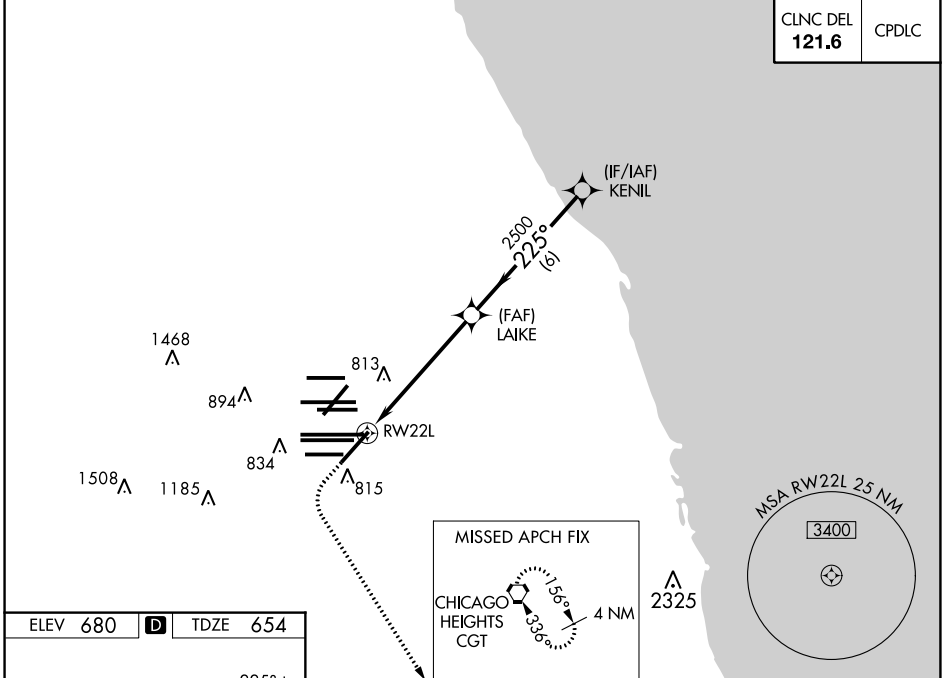 CLNC DEL
121.6
CPDLC
(IF/IAF)
KENIL
2500
225°
(6)
(FAF)
LAIKE
1468
813
894
RW22L
834
1508
1185
815
MSA RW22L 25 NM
3400
MISSED APCH FIX
CHICAGO
HEIGHTS
CGT
156°
336°
4 NM
2325
ELEV 680 D TDZE 654